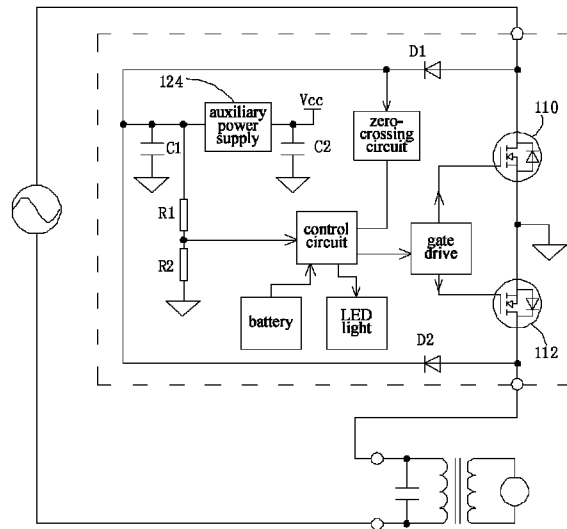 D1
124
auxiliary
power
supply
Vcc
zero-
crossing
circuit
110
C1
C2
R1
control
circuit
gate
drive
R2
battery
LED
light
D2
112